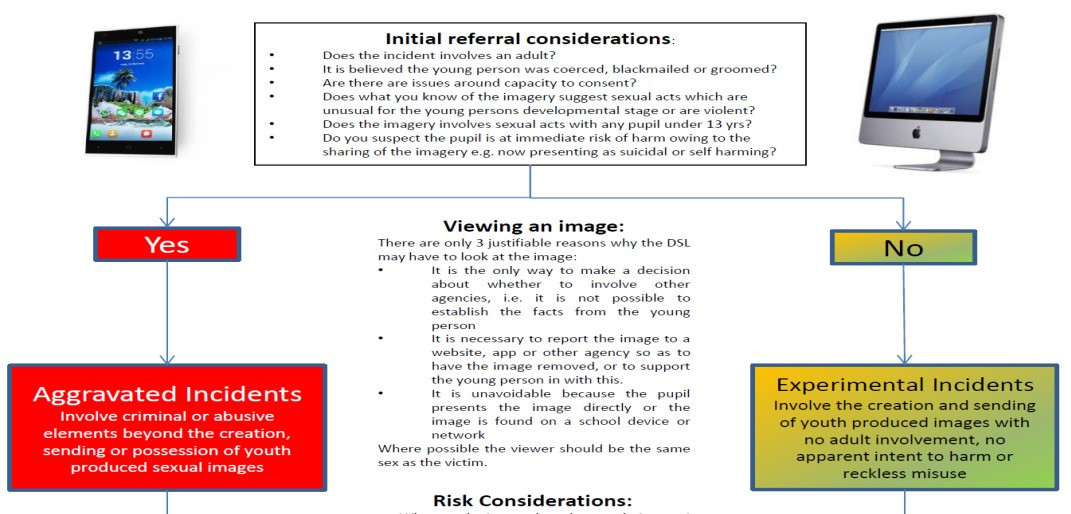 13:55
Initial referral considerations:
• Does the incident involves an adult?
• It is believed the young person was coerced, blackmailed or groomed?
• Are there are issues around capacity to consent?
• Does what you know of the imagery suggest sexual acts which are
unusual for the young persons developmental stage or are violent?
• Does the imagery involves sexual acts with any pupil under 13 yrs?
• Do you suspect the pupil is at immediate risk of harm owing to the
sharing of the imagery e.g. now presenting as suicidal or self harming?
Yes
No
Viewing an image:
There are only 3 justifiable reasons why the DSL
may have to look at the image:
• It is the only way to make a decision
about whether to involve other
agencies, i.e. it is not possible to
establish the facts from the young
person
• It is necessary to report the image to a
website, app or other agency so as to
have the image removed, or to support
the young person in with this.
• It is unavoidable because the pupil
presents the image directly or the
image is found on a school device or
network
Where possible the viewer should be the same
sex as the victim.
Aggravated Incidents
Involve criminal or abusive
elements beyond the creation,
sending or possession of youth
produced sexual images
Experimental Incidents
Involve the creation and sending
of youth produced images with
no adult involvement, no
apparent intent to harm or
reckless misuse
Risk Considerations: